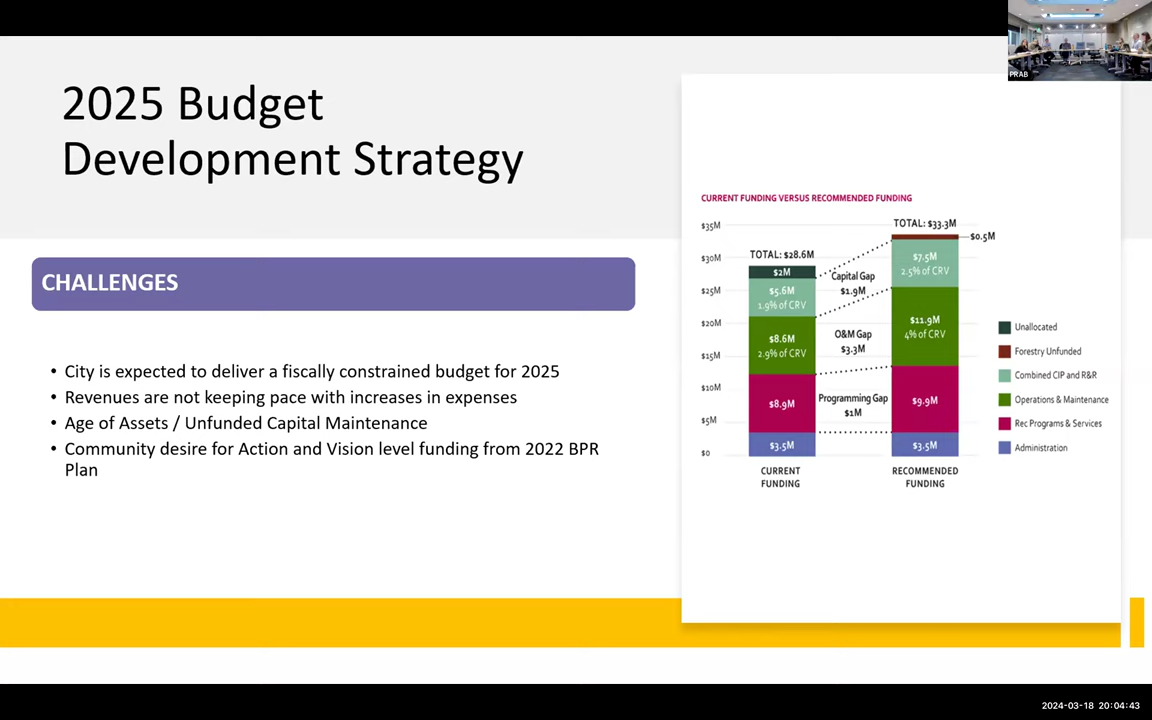 PRAB
2025 Budget
Development Strategy
CHALLENGES
• City is expected to deliver a fiscally constrained budget for 2025
• Revenues are not keeping pace with increases in expenses
• Age of Assets / Unfunded Capital Maintenance
• Community desire for Action and Vision level funding from 2022 BPR
Plan
CURRENT FUNDING VERSUS RECOMMENDED FUNDING
$35M
$30M
$25M
$20M
$15M
$10M
$5M
$0
TOTAL: $28.6M
$2M
$5.6M
1.9% of CRV
$8.6M
2.9% of CRV
$8.9M
$3.5M
CURRENT
FUNDING
Capital Gap
$1.9M
O&M Gap
$3.3M
Programming Gap
$1M
TOTAL: $33.3M
$0.5M
$7.5M
2.5% of CRV
$11.9M
4% of CRV
$9.9M
$3.5M
RECOMMENDED
FUNDING
Unallocated
Forestry Unfunded
Combined CIP and R&R
Operations & Maintenance
Rec Programs & Services
Administration
2024-03-18 20:04:43